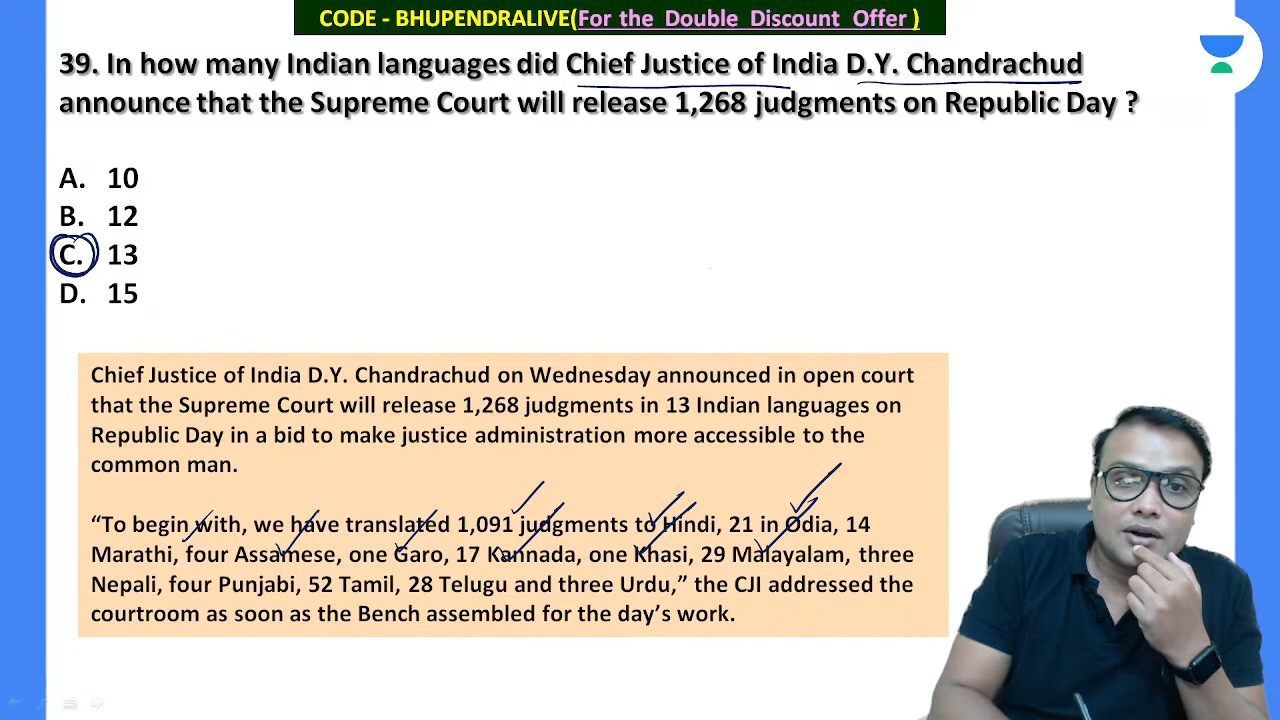 CODE - BHUPENDRALIVE(For the Double Discount Offer )
39. In how many Indian languages did Chief Justice of India D.Y. Chandrachud
announce that the Supreme Court will release 1,268 judgments on Republic Day ?
A. 10
B. 12
C. 13
D. 15
Chief Justice of India D.Y. Chandrachud on Wednesday announced in open court
that the Supreme Court will release 1,268 judgments in 13 Indian languages on
Republic Day in a bid to make justice administration more accessible to the
common man.
“To begin with, we have translated 1,091 judgments to Hindi, 21 in Odia, 14
Marathi, four Assamese, one Garo, 17 Kannada, one Khasi, 29 Malayalam, three
Nepali, four Punjabi, 52 Tamil, 28 Telugu and three Urdu,” the CJI addressed the
courtroom as soon as the Bench assembled for the day’s work.